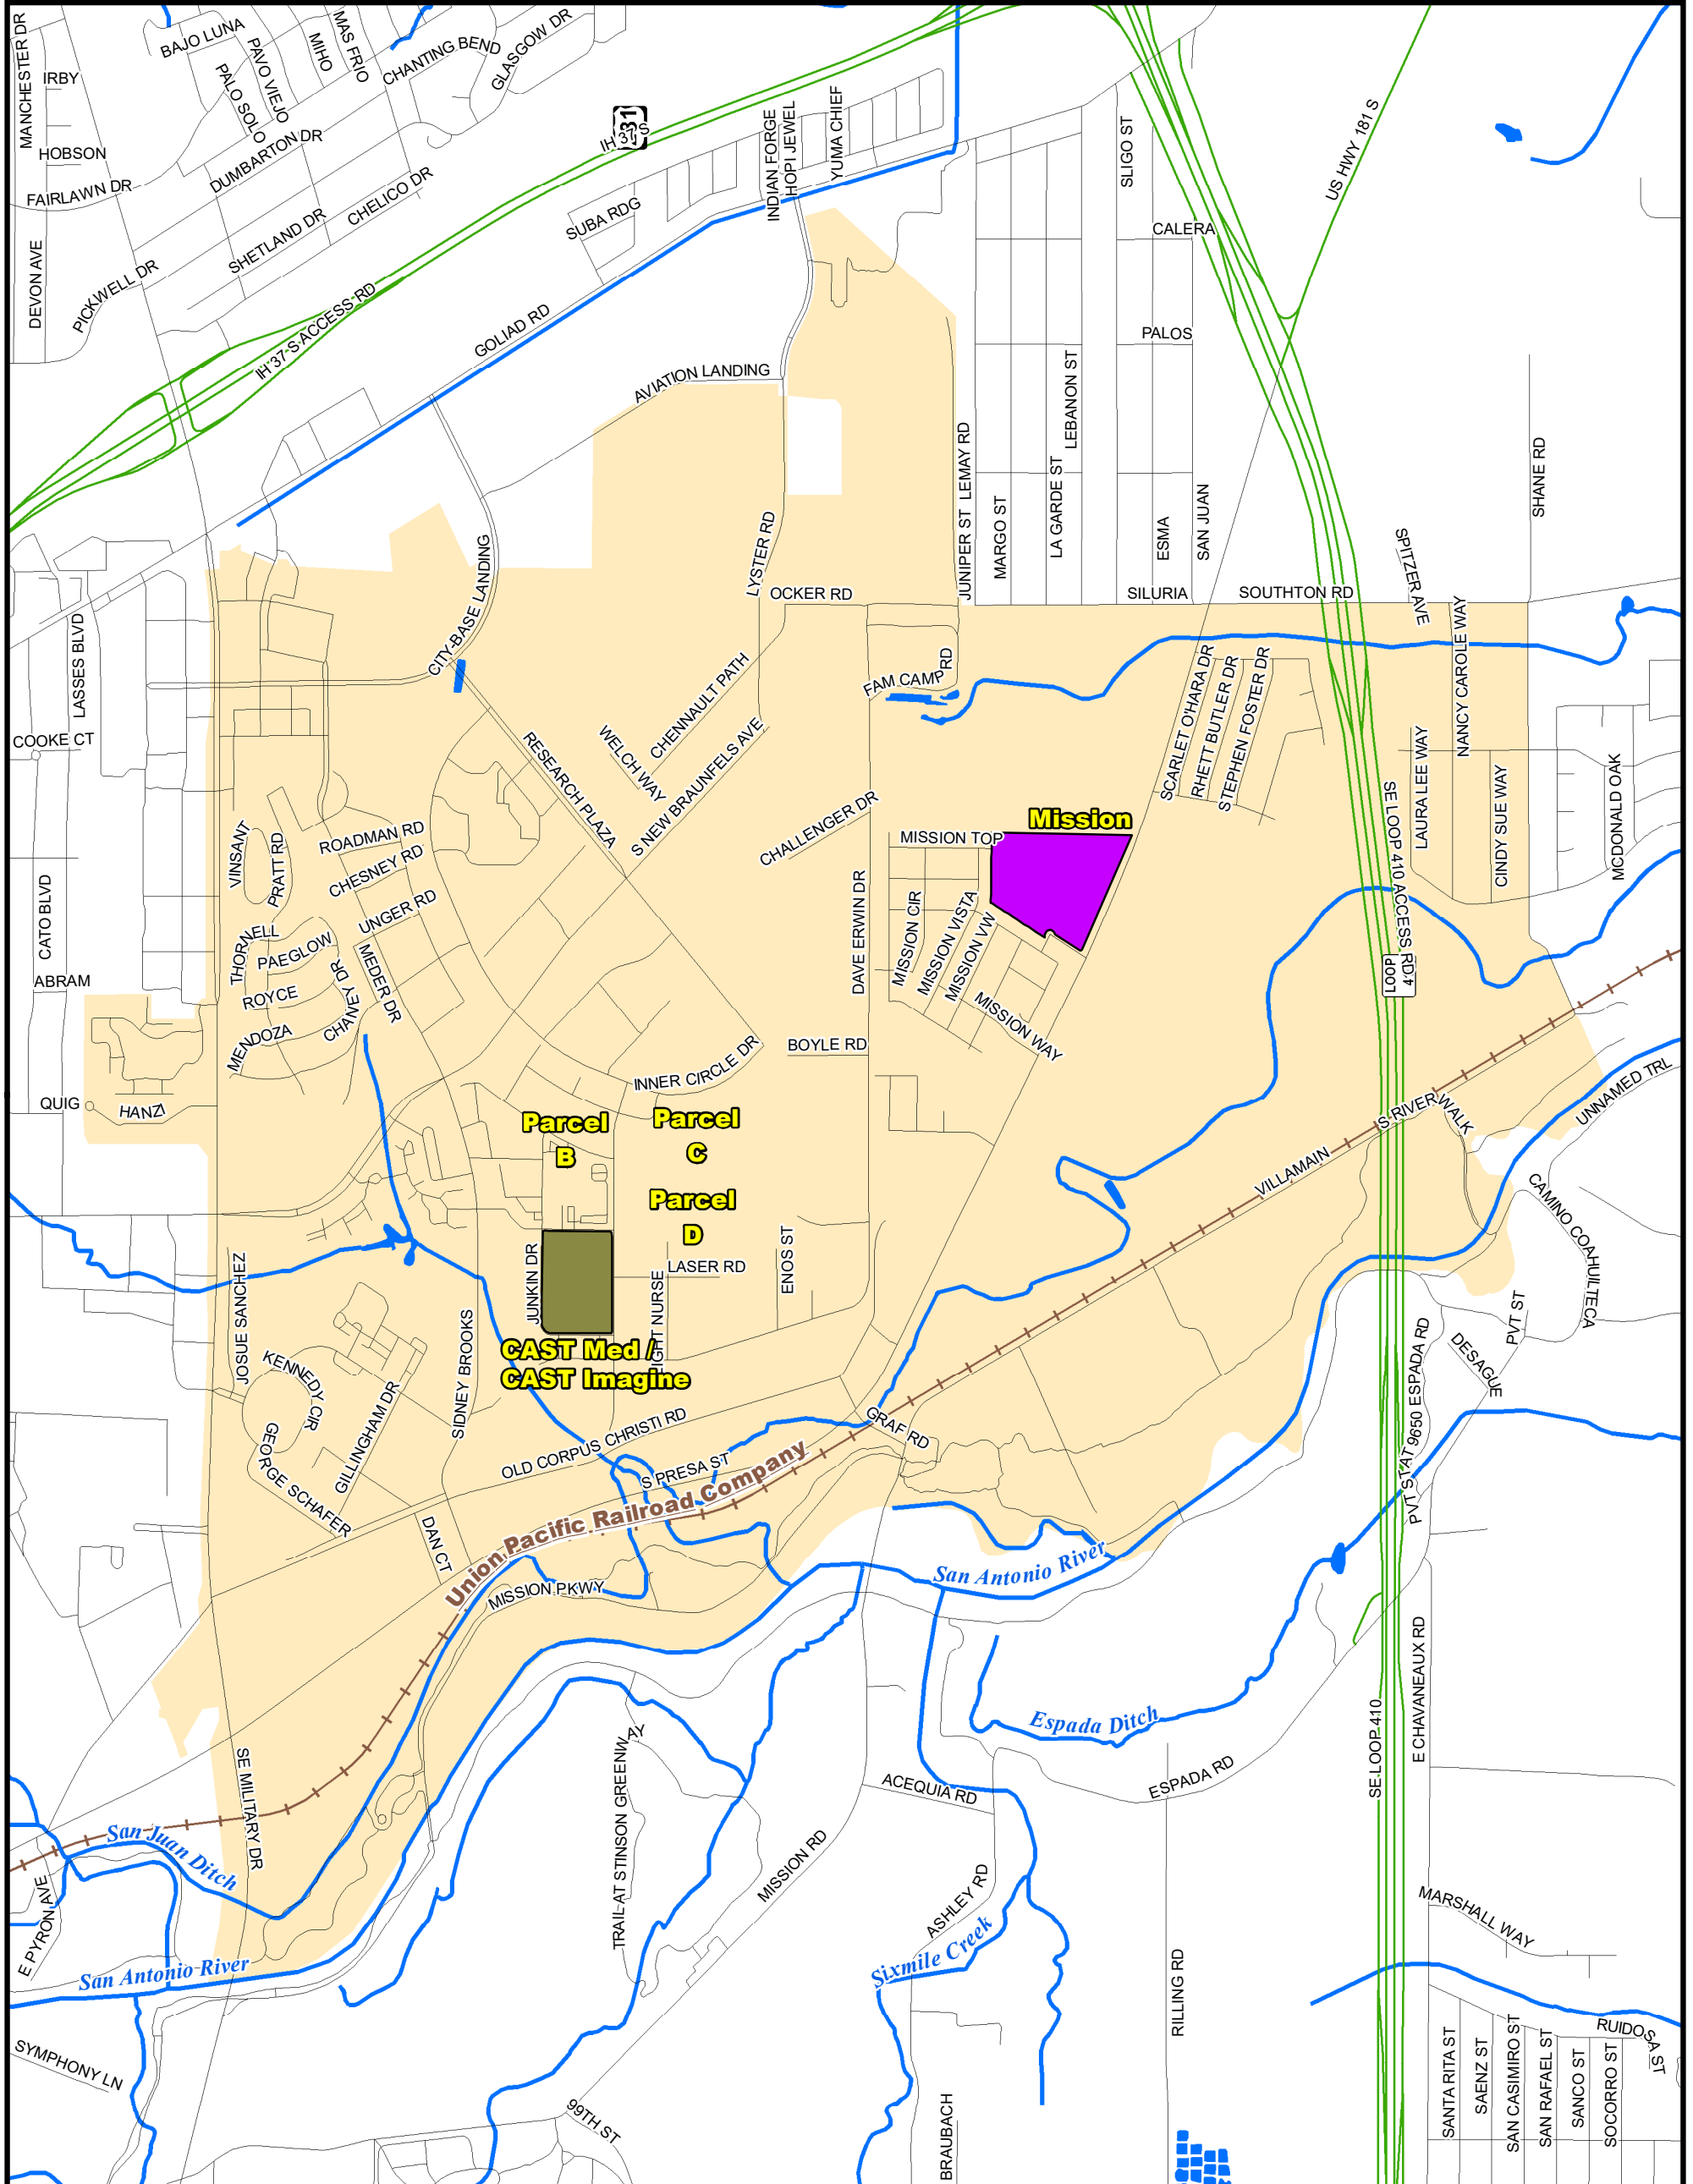 MANCHESTER DR
IRBY
HOBSON
FAIRLAWN DR
DEVON AVE
PICKWELL DR
BAJO LUNA
PAVO VIEJO
PALO SOLO
MIHO
MAS FRIO
CHANTING BEND
GLASGOW DR
DUMBARTON DR
SHETLAND DR
CHELICO DR
IH 37 S
IH 37 S ACCESS RD
SUBA RDG
INDIAN FORGE
HOPI JEWEL
YUMA CHIEF
GOLIAD RD
SLIGO ST
CALERA
US HWY 181 S
PALOS
AVIATION LANDING
LEBANON ST
JUNIPER ST
LEMAY RD
MARGO ST
LA GARDE ST
ESMA
SAN JUAN
SHANE RD
SPITZER AVE
LYSTER RD
OCKER RD
SILURIA
SOUTHTON RD
NANCY CAROLE WAY
CITY-BASE LANDING
LASSES BLVD
COOKE CT
FAM CAMP RD
CHENNAULT PATH
WELCH WAY
S NEW BRAUNFELS AVE
RESEARCH PLAZA
SCARLET O'HARA DR
RHETT BUTLER DR
STEPHEN FOSTER DR
LAURA LEE WAY
CINDY SUE WAY
MCDONALD OAK
SE LOOP 410 ACCESS RD
LOOP
CHALLENGER DR
Mission
MISSION TOP
ROADMAN RD
CHESNEY RD
UNGER RD
VINSANT
PRATT RD
CATO BLVD
THORNELL
PAEGLOW
ROYCE
CHANEY DR
MEDER DR
MENDOZA
ABRAM
DAVE ERWIN DR
MISSION CIR
MISSION VISTA
MISSION VW
MISSION WAY
BOYLE RD
INNER CIRCLE DR
QUIG
HANZI
Parcel
B
Parcel
C
Parcel
D
S RIVER WALK
UNNAMED TRL
VILLAMAIN
CAMINO COAHUILTECA
JOSUE SANCHEZ
JUNKIN DR
LASER RD
ENOS ST
SIDNEY BROOKS
CAST Med /
CAST Imagine
KENNEDY CIR
GILLINGHAM DR
GEORGE SCHAFER
OLD CORPUS CHRISTI RD
GRAF RD
S PRESA ST
DAN CT
Union Pacific Railroad Company
MISSION PKWY
PVT ST
DESAGUE
PVT ST AT 9650 ESPADA RD
San Antonio River
Espada Ditch
ESPADA RD
ACEQUIA RD
SE LOOP 410
E CHAVANEAUX RD
SE MILITARY DR
San Juan Ditch
E PYRON AVE
San Antonio River
TRAIL AT STINSON GREENWAY
MISSION RD
ASHLEY RD
Sixmile Creek
RILLING RD
MARSHALL WAY
SYMPHONY LN
99TH ST
BRAUBACH
RUIDOSA ST
SANTA RITA ST
SAENZ ST
SAN CASIMIRO ST
SAN RAFAEL ST
SANCO ST
SOCORRO ST